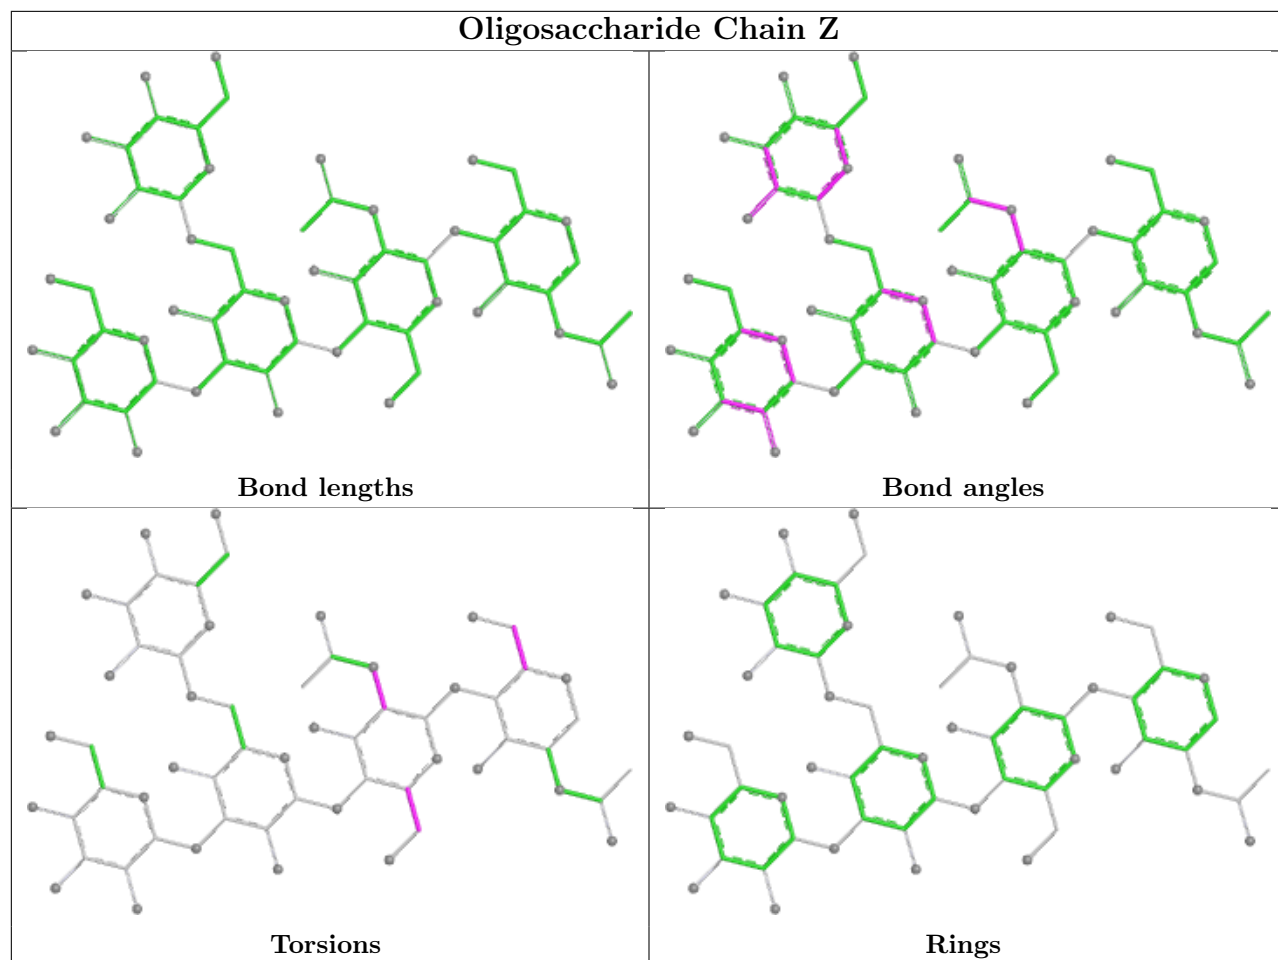 Oligosaccharide Chain Z
Bond lengths
Bond angles
Torsions
Rings